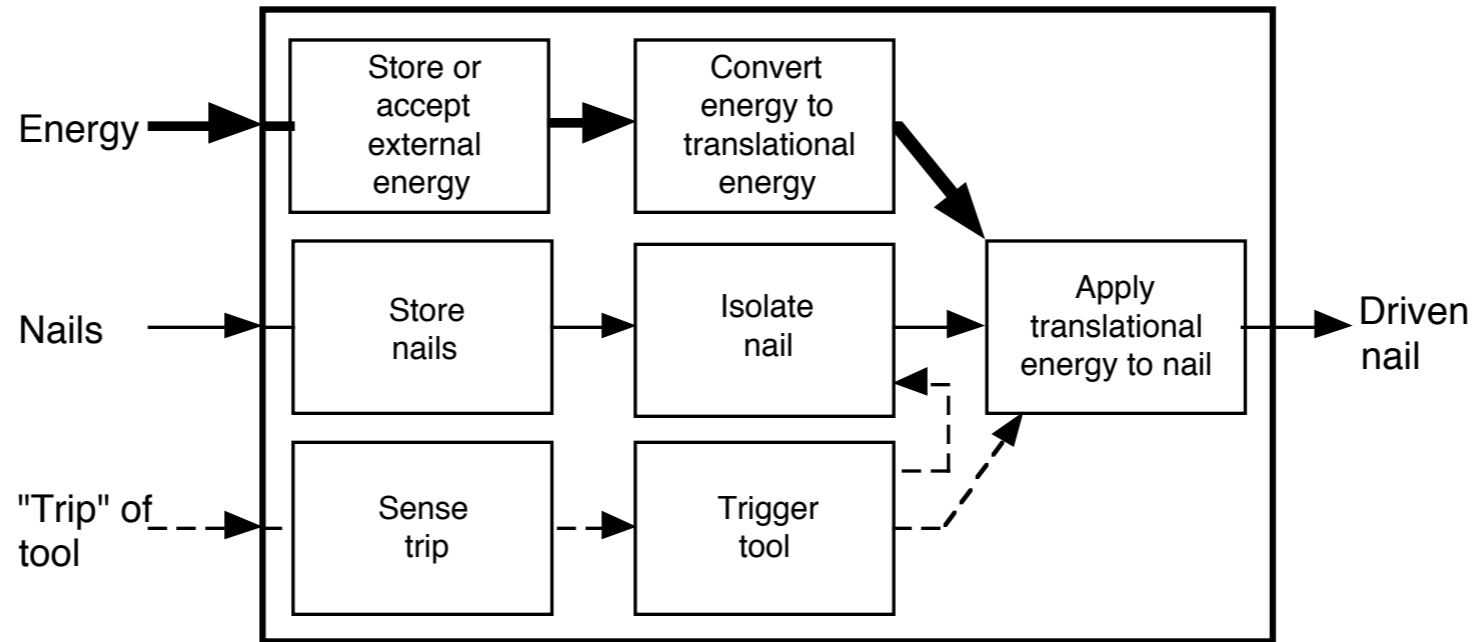 Energy
Store or
accept
external
energy
Convert
energy to
translational
energy
Nails
Store
nails
Isolate
nail
Apply
translational
energy to nail
Driven
nail
"Trip" of
tool
Sense
trip
Trigger
tool